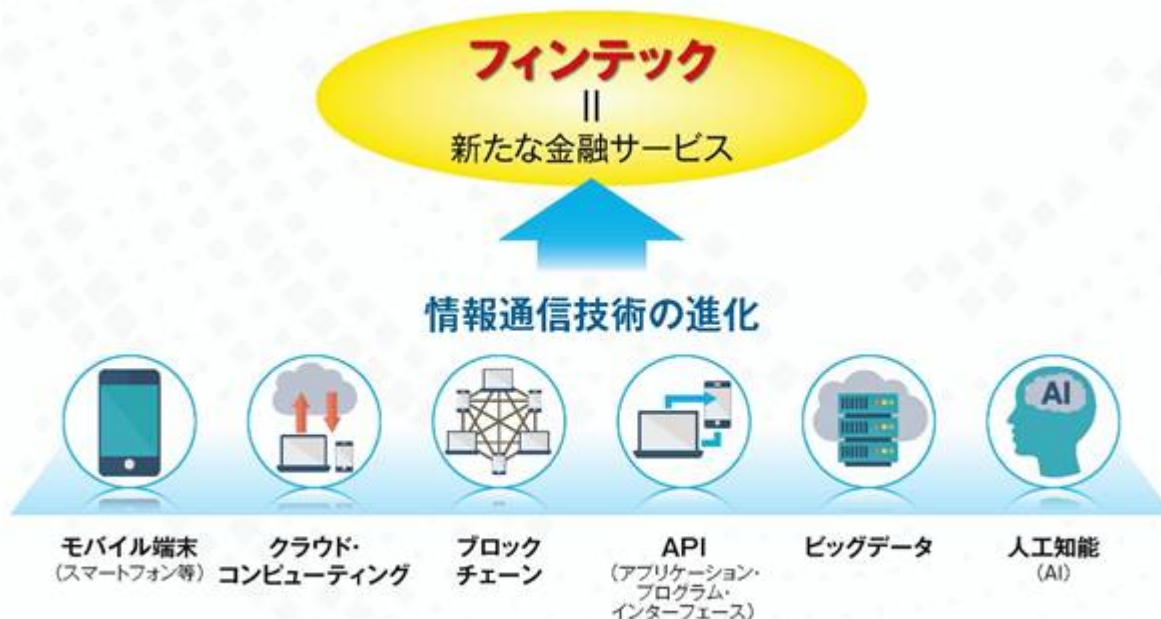 フィンテック
||
新たな金融サービス
情報通信技術の進化
AI
モバイル端末
(スマートフォン等)
クラウド・
コンピューティング
ブロック
チェーン
API
(アプリケーション・
プログラム・
インターフェース)
ビッグデータ
人工知能
(AI)